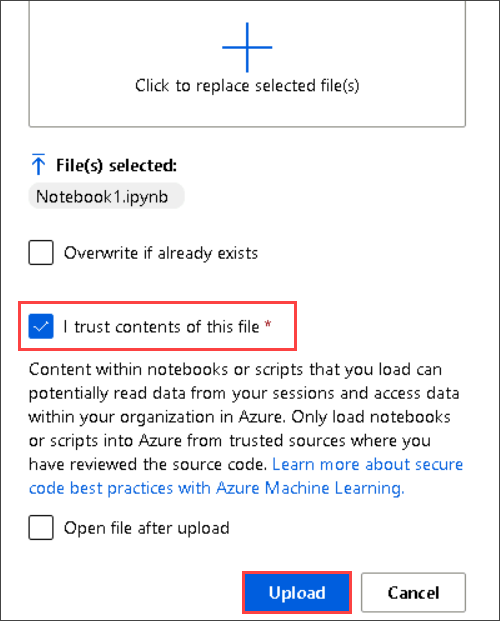 Click to replace selected file(s)
File(s) selected:
Notebook1.ipynb
Overwrite if already exists
I trust contents of this file *
Content within notebooks or scripts that you load can
potentially read data from your sessions and access data
within your organization in Azure. Only load notebooks
or scripts into Azure from trusted sources where you
have reviewed the source code. Learn more about secure
code best practices with Azure Machine Learning.
Open file after upload
Upload Cancel